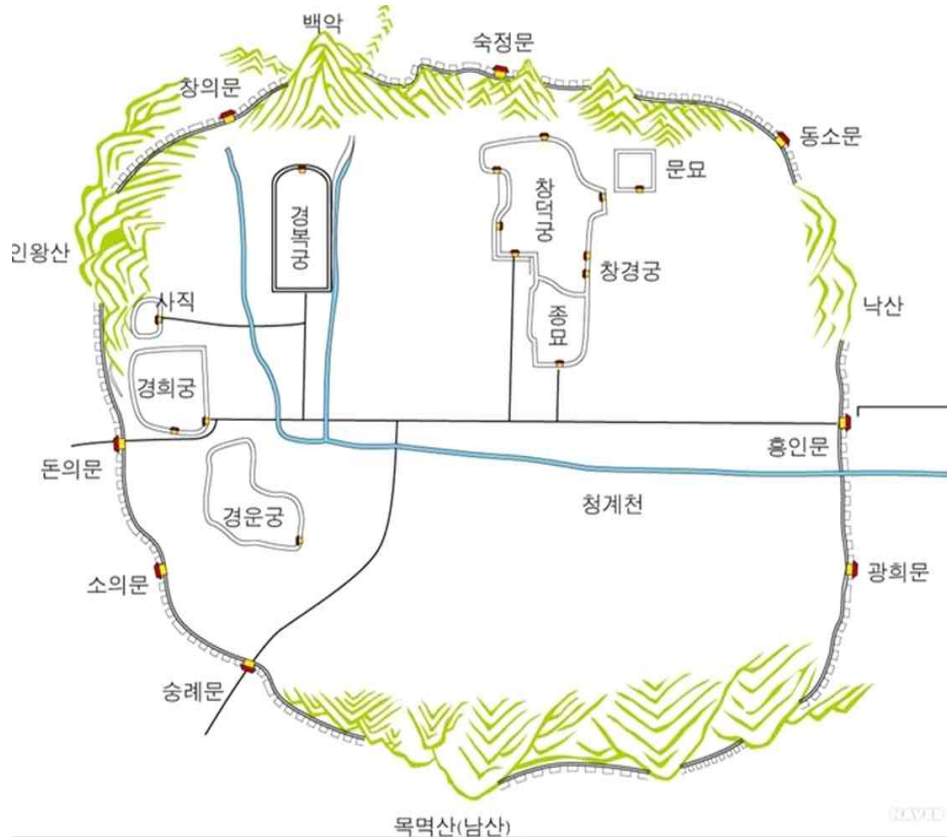 백악
숙정문
창의문
동소문
문묘
창덕궁
경복궁
인왕산
창경궁
사직
낙산
종묘
경희궁
흥인문
돈의문
청계천
경운궁
소의문
광희문
숭례문
목멱산(남산)
NAVER